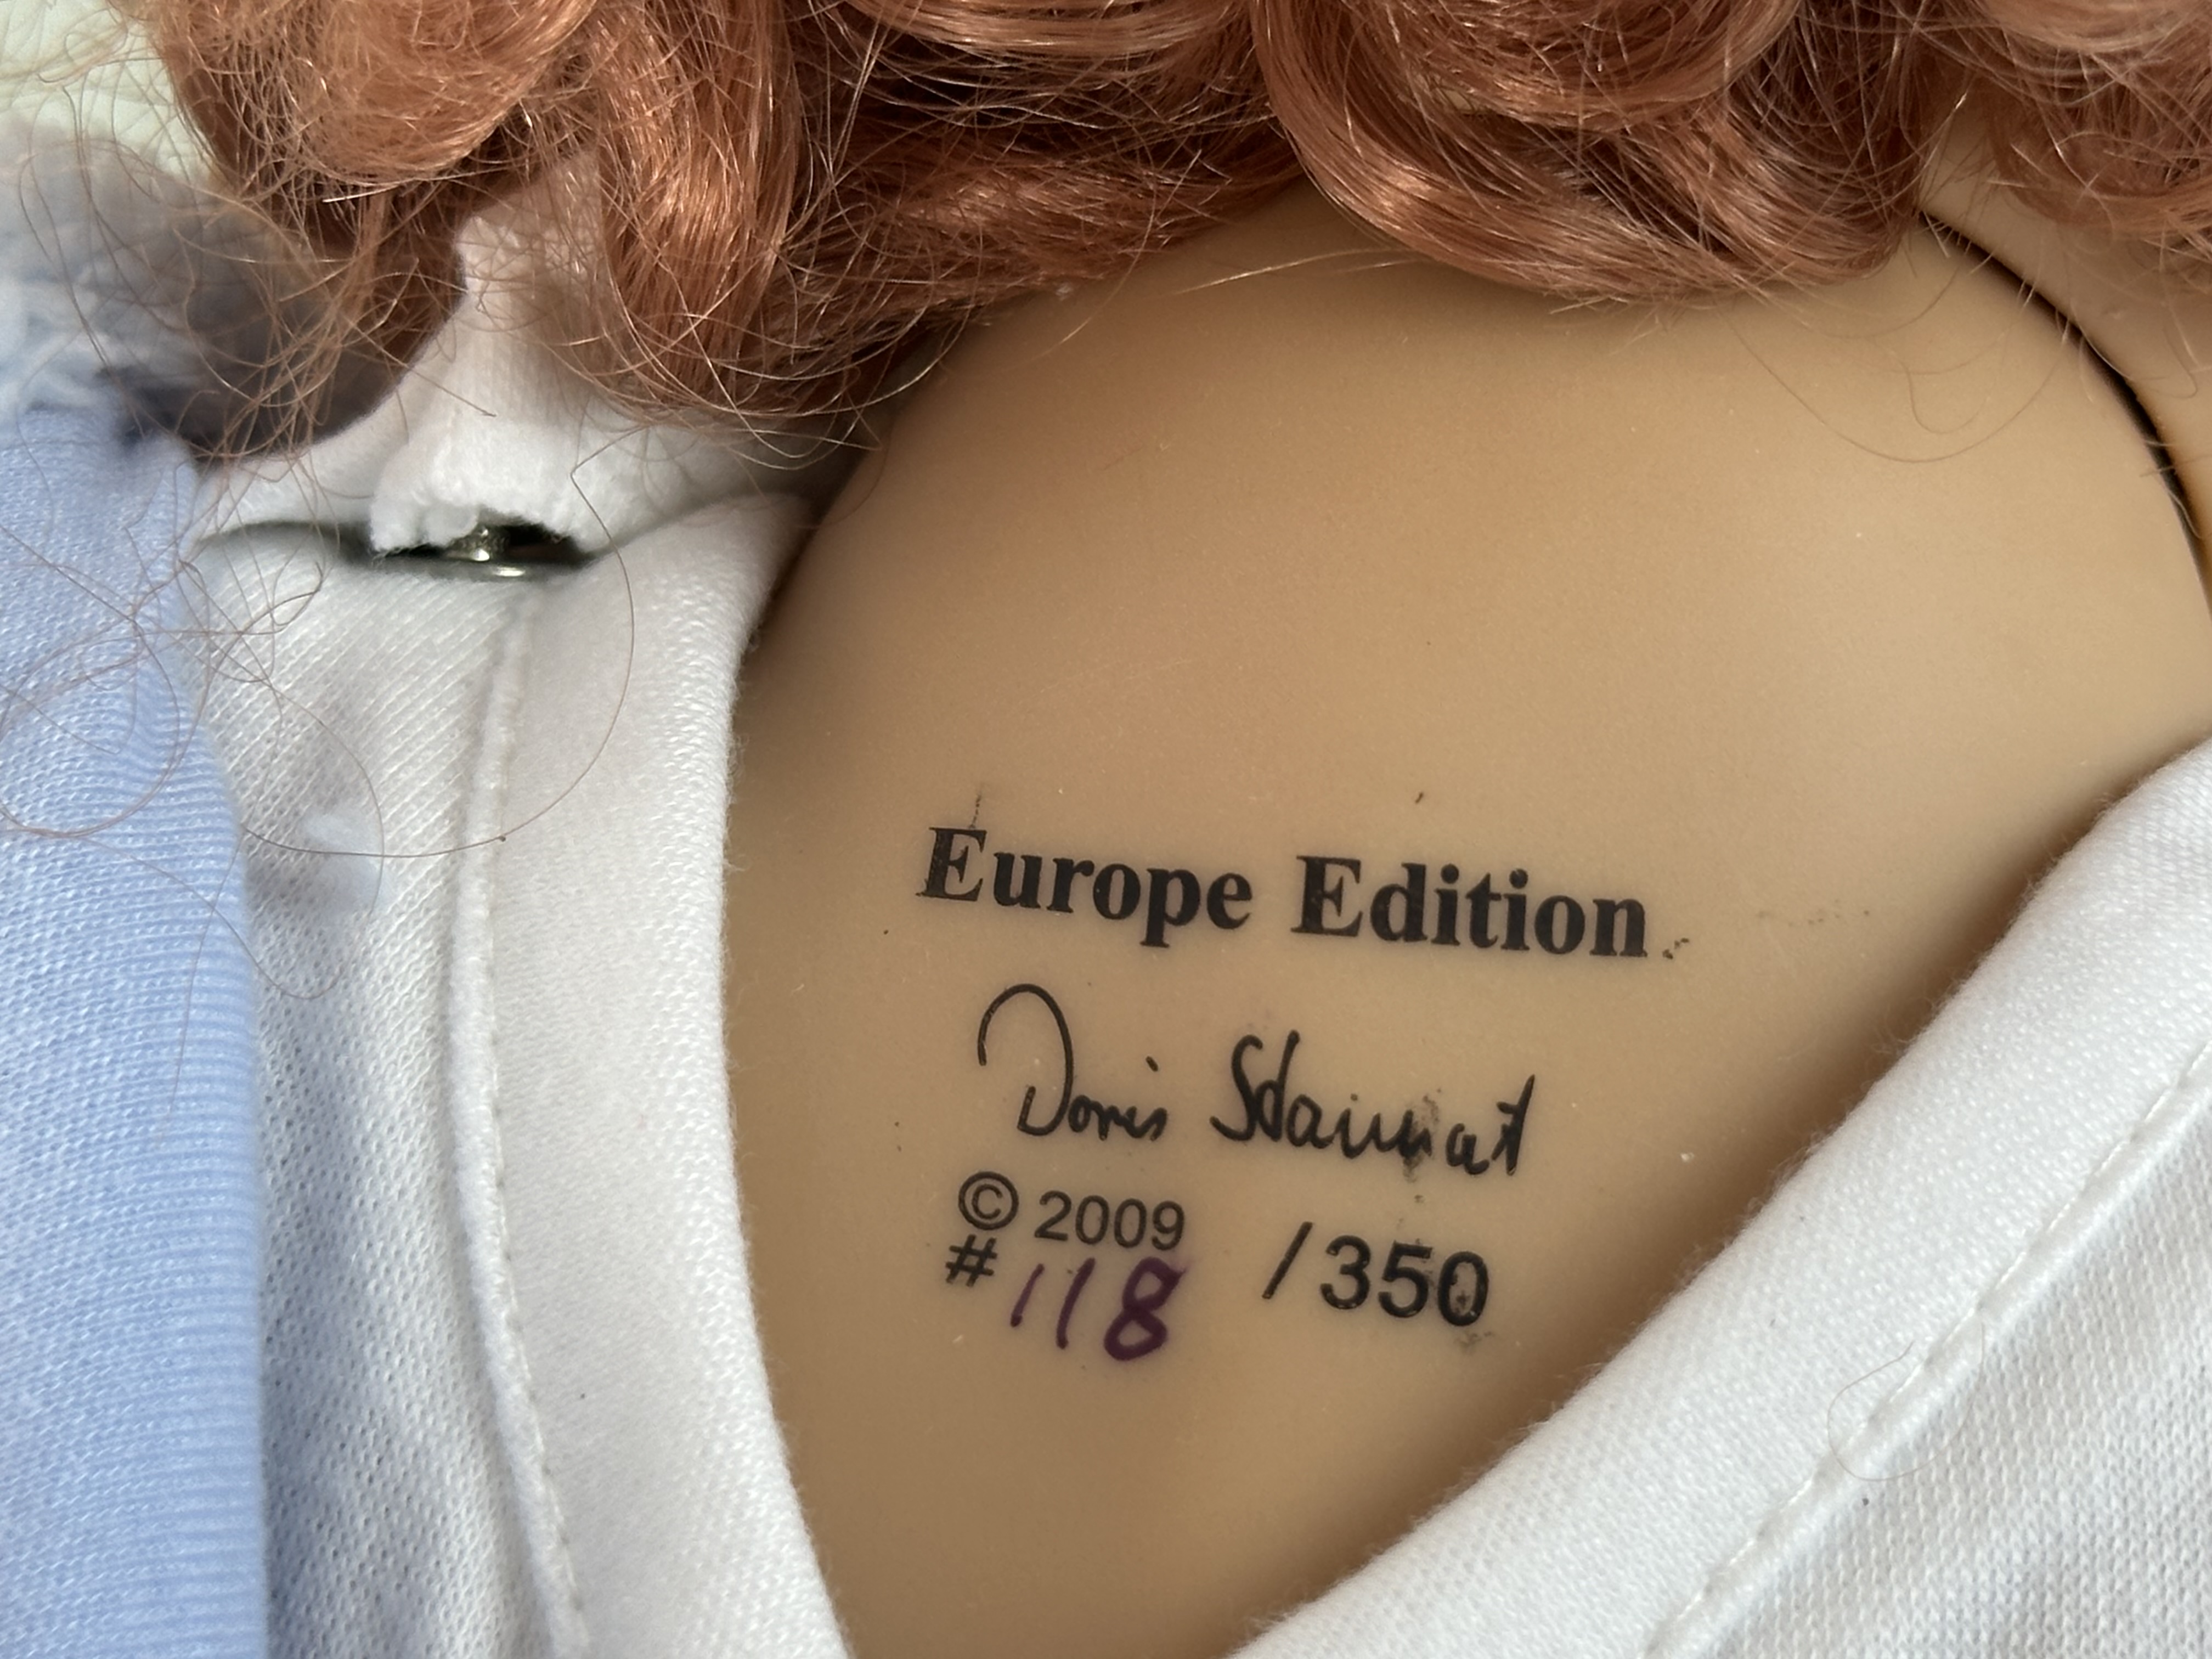 Europe Edition
Doris Stannat
© 2009
# 118 /350